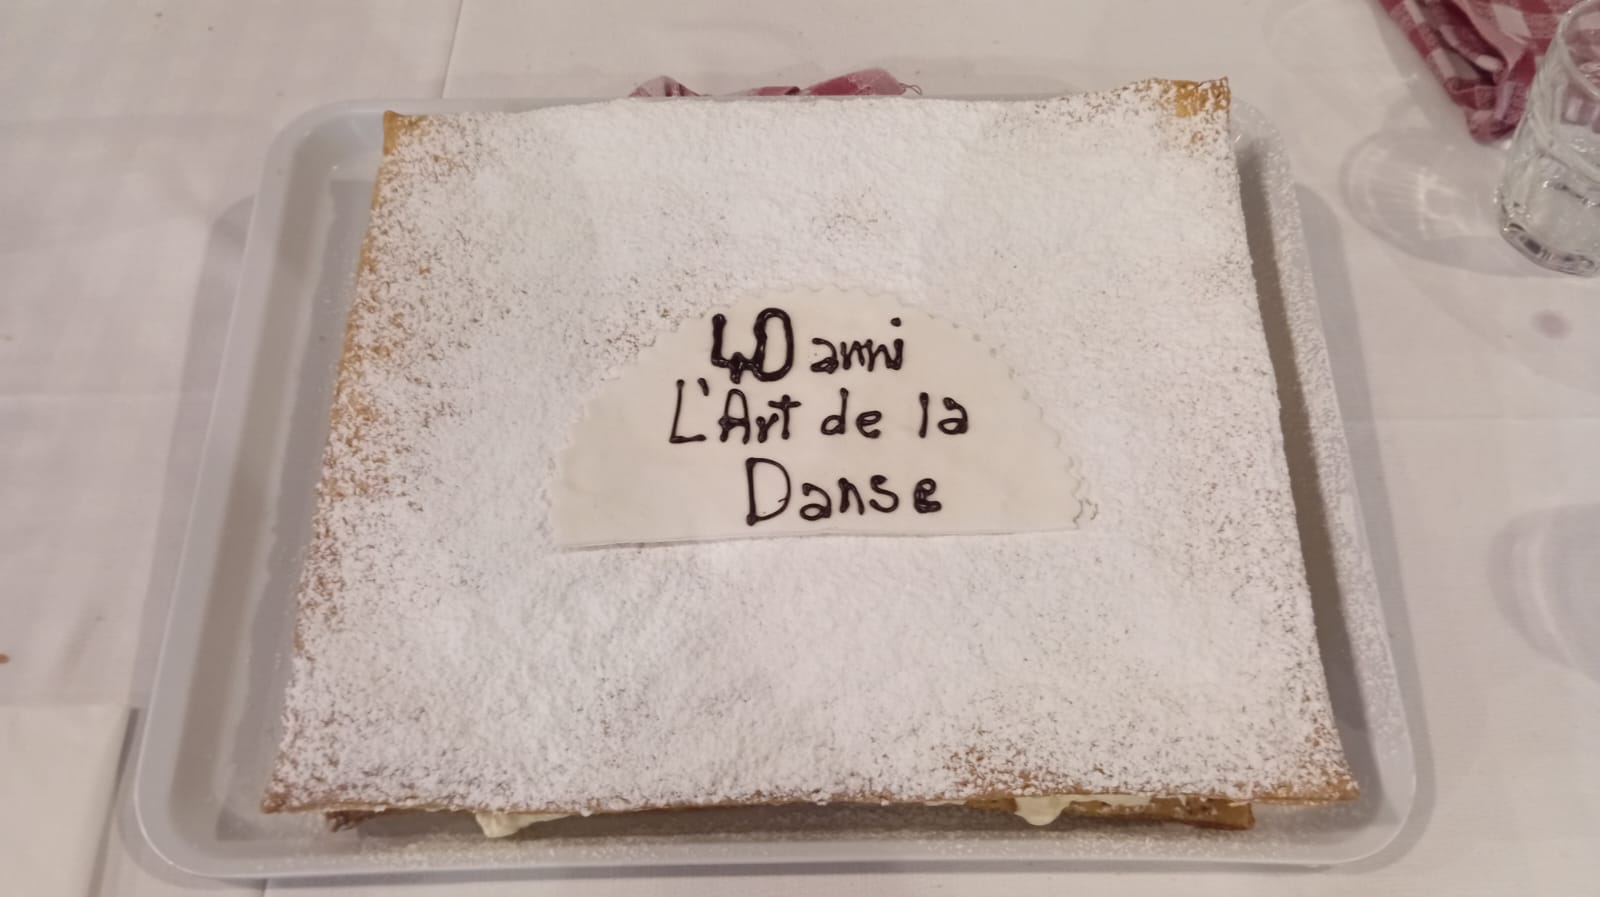 40 anni
L'Art de la
Danse